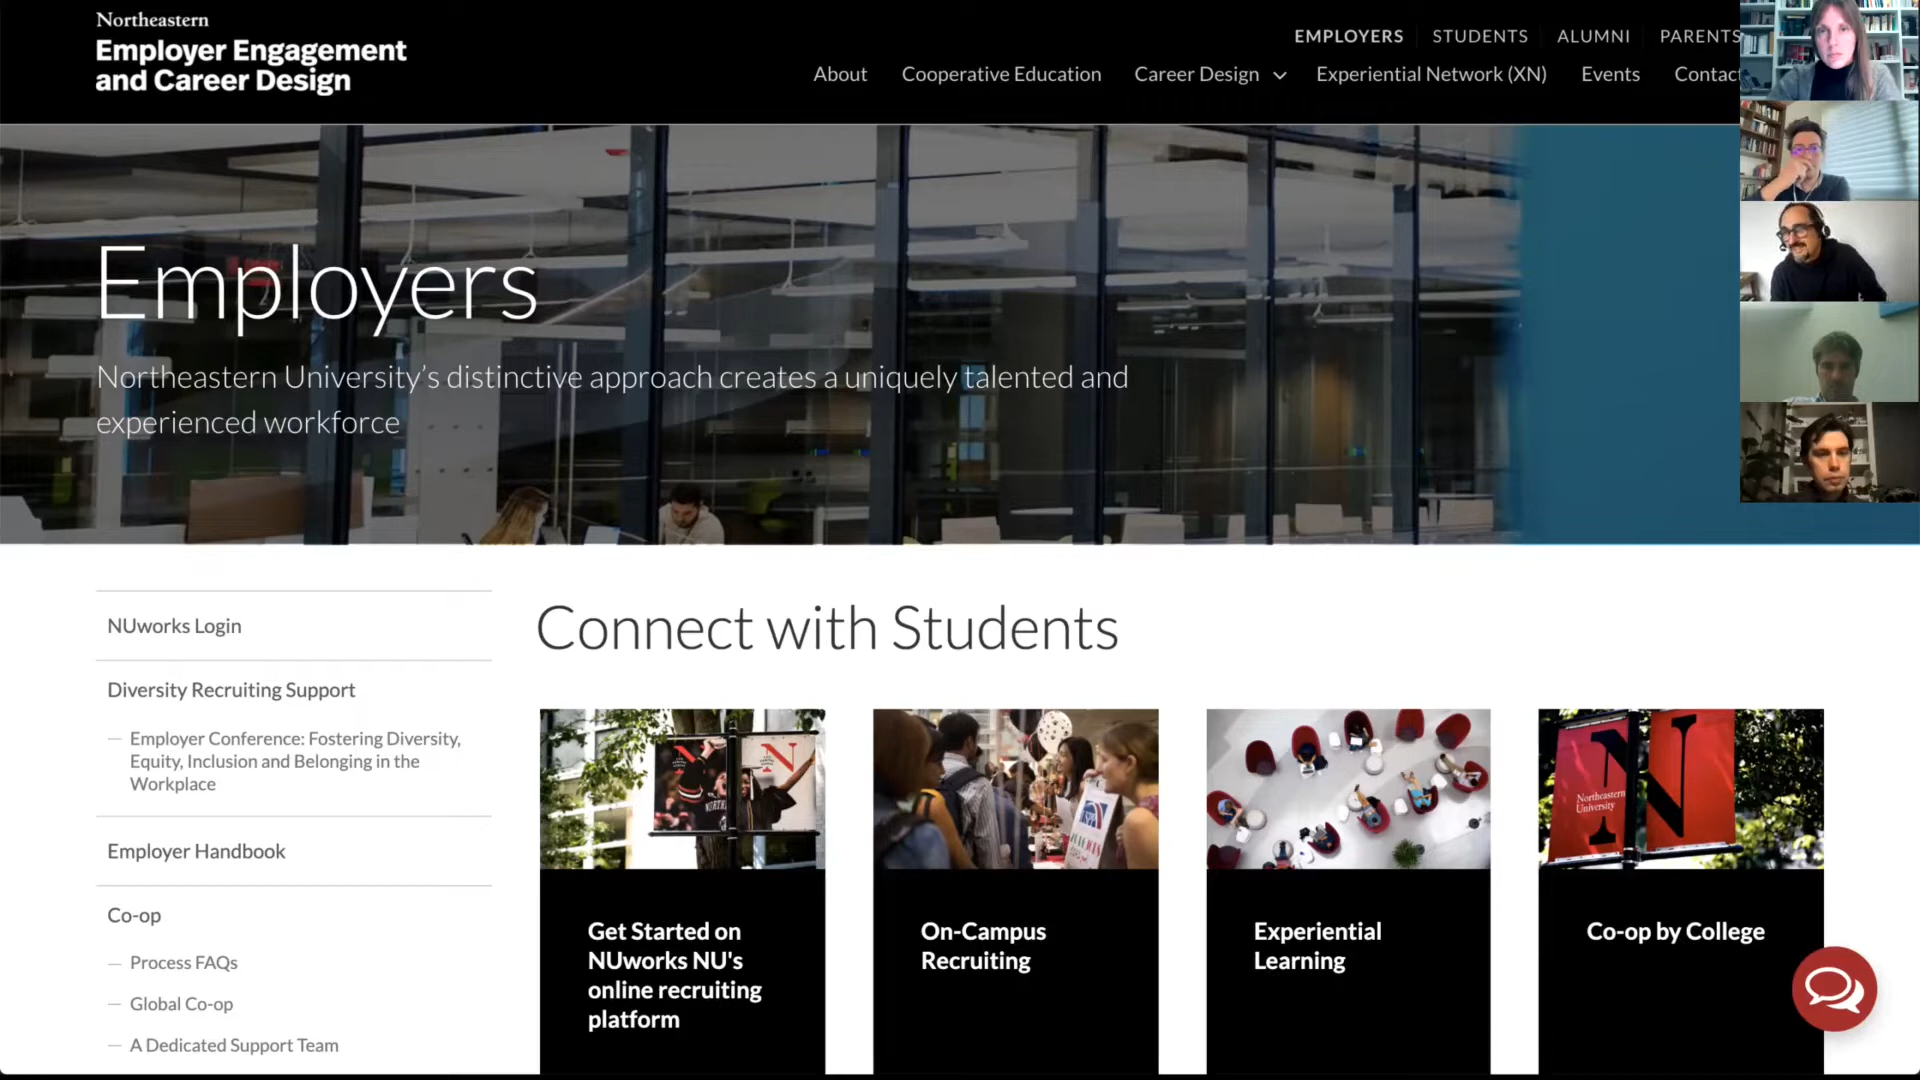 Northeastern
Employer Engagement
and Career Design
EMPLOYERS STUDENTS ALUMNI PARENTS
About Cooperative Education Career Design Experiential Network (XN) Events Contac
Employers
Northeastern University’s distinctive approach creates a uniquely talented and
experienced workforce
NUworks Login
Diversity Recruiting Support
— Employer Conference: Fostering Diversity,
Equity, Inclusion and Belonging in the
Workplace
Employer Handbook
Co-op
— Process FAQs
— Global Co-op
— A Dedicated Support Team
Connect with Students
N
Get Started on
NUworks NU's
online recruiting
platform
On-Campus
Recruiting
Experiential
Learning
N
Northeastern
University
Co-op by College